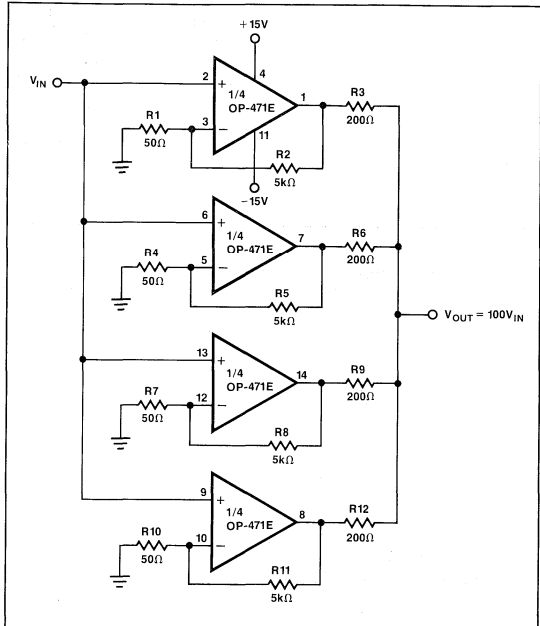 +15V
V_IN
2
+
4
1/4
OP-471E
1
R3
200Ω
R1
50Ω
3
−
11
R2
5kΩ
−15V
6
+
1/4
OP-471E
7
R6
200Ω
R4
50Ω
5
−
R5
5kΩ
V_OUT = 100V_IN
13
+
1/4
OP-471E
14
R9
200Ω
R7
50Ω
12
−
R8
5kΩ
9
+
1/4
OP-471E
8
R12
200Ω
R10
50Ω
10
−
R11
5kΩ